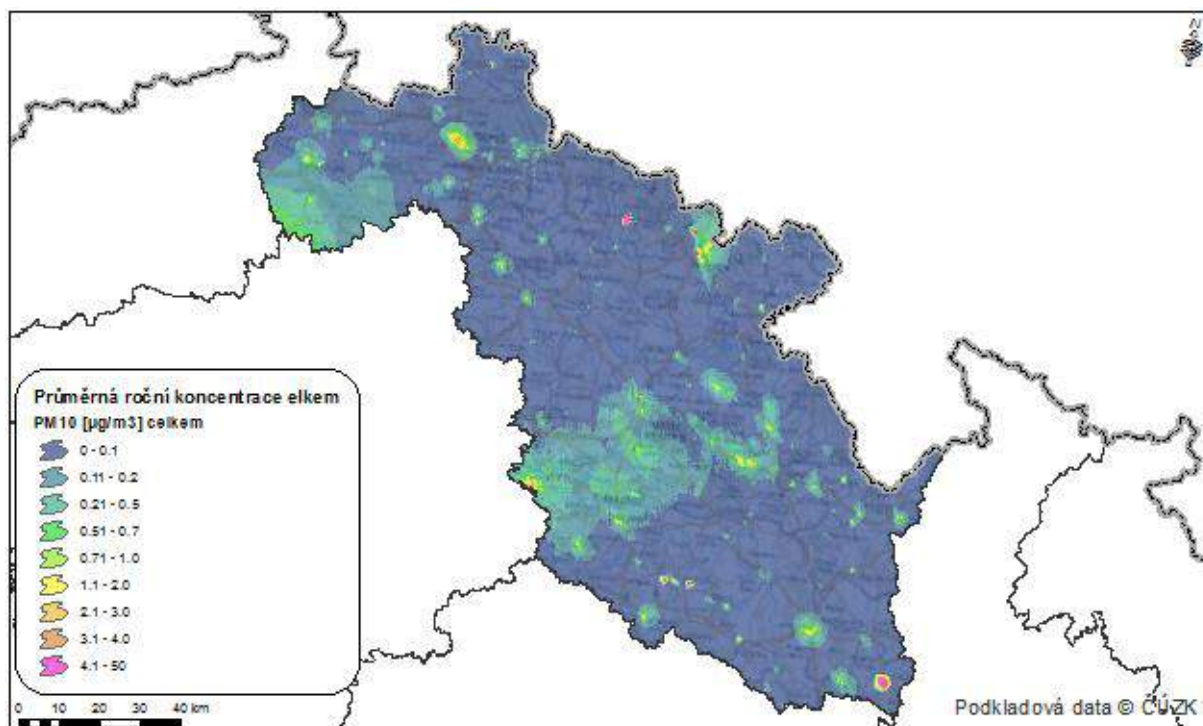 Průměrná roční koncentrace elkem
PM10 [µg/m3] celkem
0 - 0.1
0.11 - 0.2
0.21 - 0.5
0.51 - 0.7
0.71 - 1.0
1.1 - 2.0
2.1 - 3.0
3.1 - 4.0
4.1 - 50
0 10 20 30 40 km
Podkladová data © ČÚZK